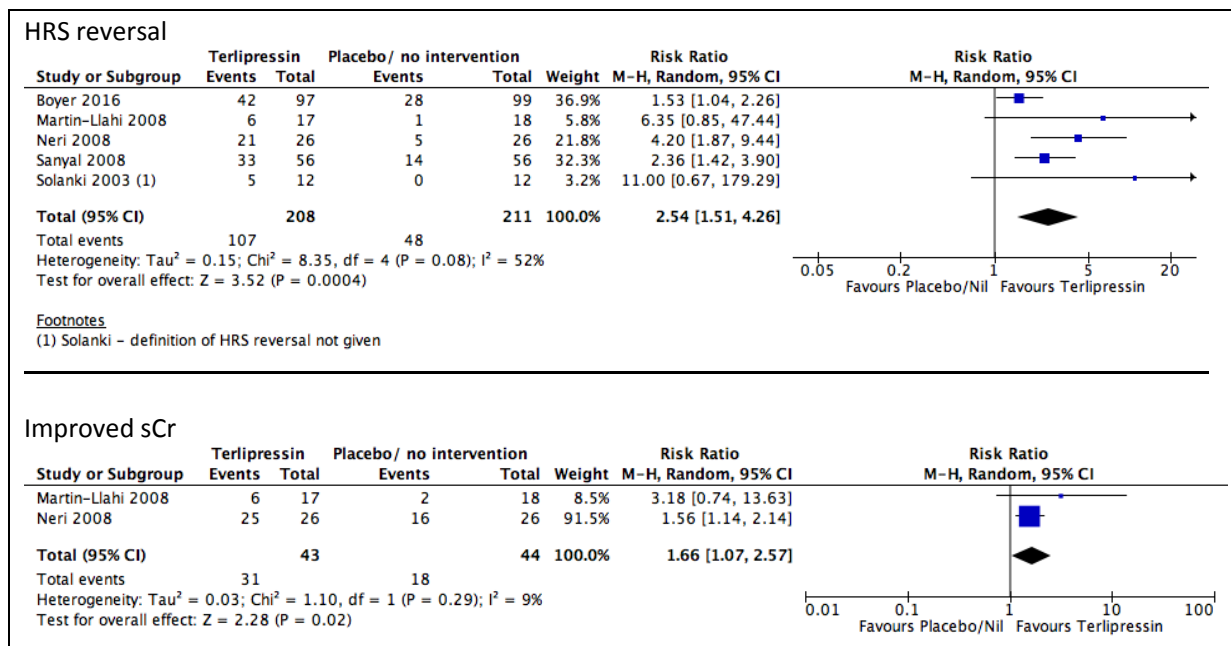 HRS reversal
Terlipressin Placebo/ no intervention Risk Ratio Risk Ratio
Study or Subgroup Events Total Events Total Weight M-H, Random, 95% CI M-H, Random, 95% CI
Boyer 2016 42 97 28 99 36.9% 1.53 [1.04, 2.26]
Martin-Llahi 2008 6 17 1 18 5.8% 6.35 [0.85, 47.44]
Neri 2008 21 26 5 26 21.8% 4.20 [1.87, 9.44]
Sanyal 2008 33 56 14 56 32.3% 2.36 [1.42, 3.90]
Solanki 2003 (1) 5 12 0 12 3.2% 11.00 [0.67, 179.29]
Total (95% CI) 208 211 100.0% 2.54 [1.51, 4.26]
Total events 107 48
Heterogeneity: Tau² = 0.15; Chi² = 8.35, df = 4 (P = 0.08); I² = 52%
Test for overall effect: Z = 3.52 (P = 0.0004)
0.05 0.2 1 5 20
Favours Placebo/Nil Favours Terlipressin
Footnotes
(1) Solanki – definition of HRS reversal not given
Improved sCr
Terlipressin Placebo/ no intervention Risk Ratio Risk Ratio
Study or Subgroup Events Total Events Total Weight M-H, Random, 95% CI M-H, Random, 95% CI
Martin-Llahi 2008 6 17 2 18 8.5% 3.18 [0.74, 13.63]
Neri 2008 25 26 16 26 91.5% 1.56 [1.14, 2.14]
Total (95% CI) 43 44 100.0% 1.66 [1.07, 2.57]
Total events 31 18
Heterogeneity: Tau² = 0.03; Chi² = 1.10, df = 1 (P = 0.29); I² = 9%
Test for overall effect: Z = 2.28 (P = 0.02)
0.01 0.1 1 10 100
Favours Placebo/Nil Favours Terlipressin